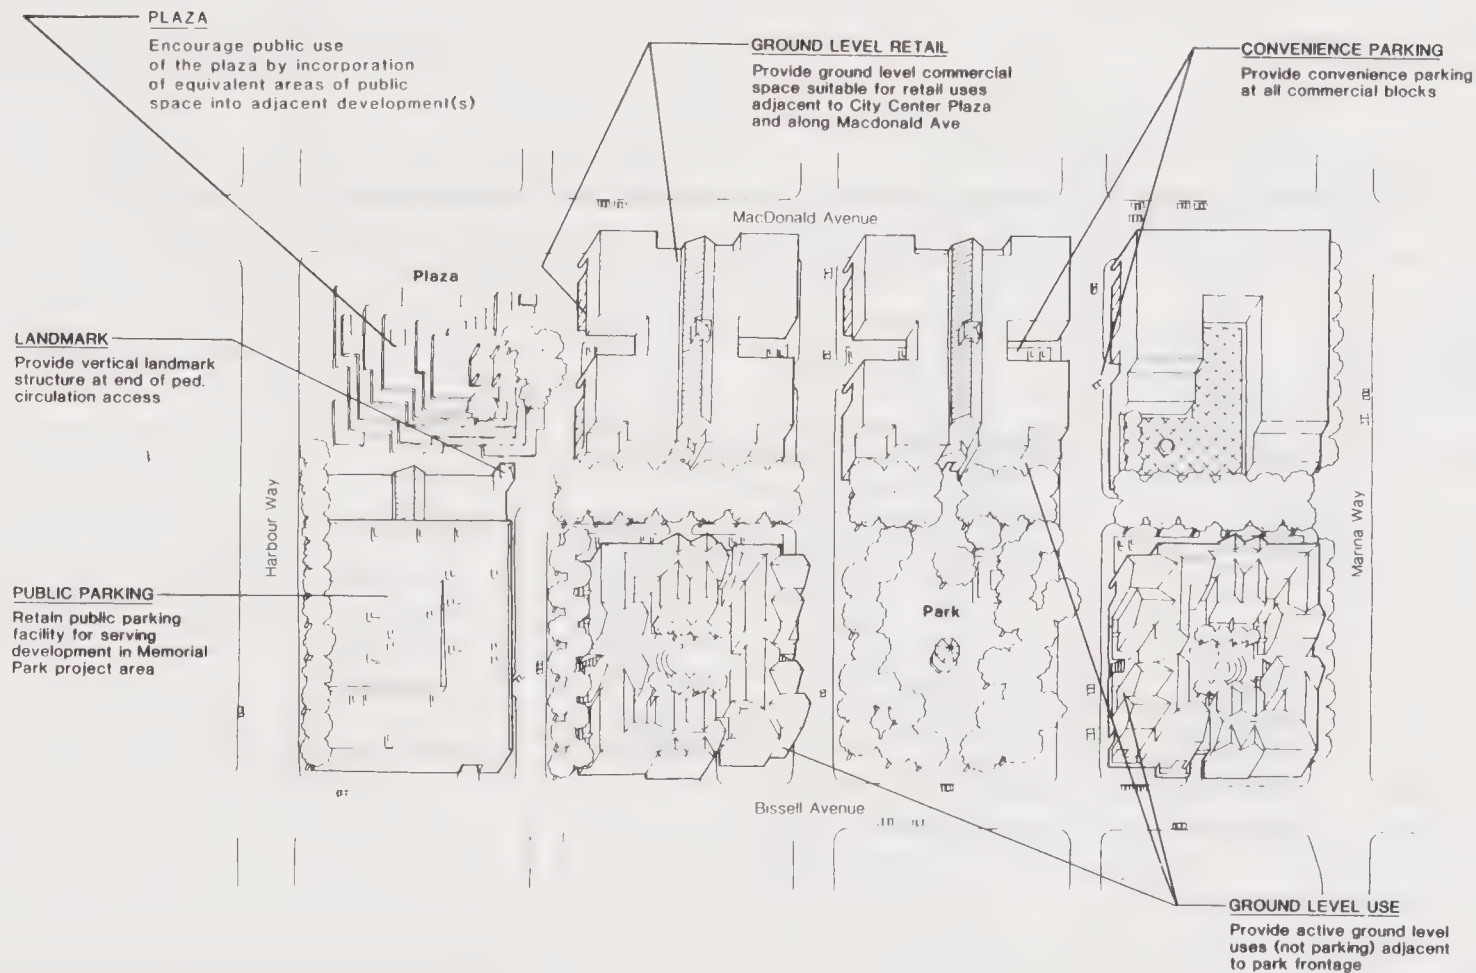 PLAZA
Encourage public use
of the plaza by incorporation
of equivalent areas of public
space into adjacent development(s)
GROUND LEVEL RETAIL
Provide ground level commercial
space suitable for retail uses
adjacent to City Center Plaza
and along Macdonald Ave
CONVENIENCE PARKING
Provide convenience parking
at all commercial blocks
MacDonald Avenue
Plaza
LANDMARK
Provide vertical landmark
structure at end of ped.
circulation access
Harbour Way
Marina Way
PUBLIC PARKING
Retain public parking
facility for serving
development in Memorial
Park project area
Park
Bissell Avenue
GROUND LEVEL USE
Provide active ground level
uses (not parking) adjacent
to park frontage